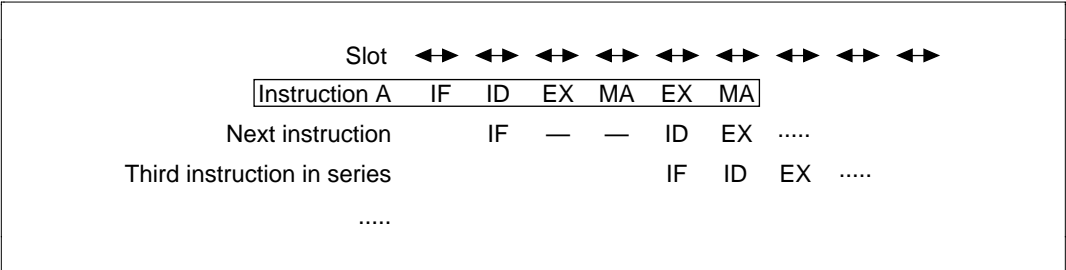 Slot
Instruction A IF ID EX MA EX MA
Next instruction IF — — ID EX .....
Third instruction in series IF ID EX .....
.....